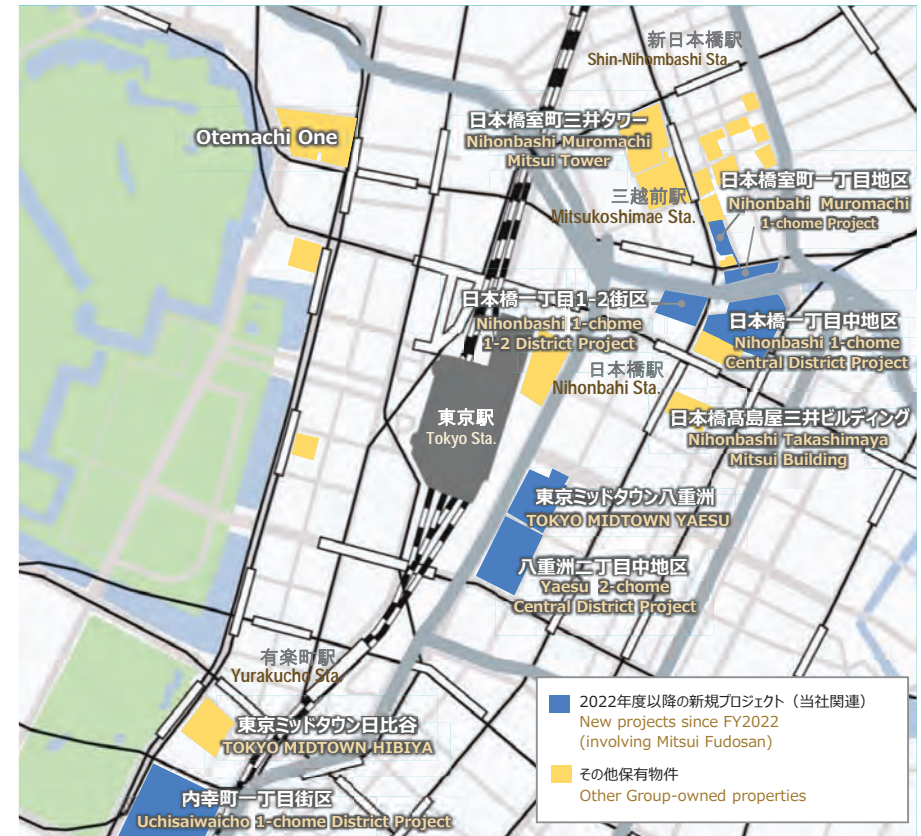 新日本橋駅
Shin-Nihombashi Sta.
Otemachi One
日本橋室町三井タワー
Nihonbashi Muromachi
Mitsui Tower
三越前駅
Mitsukoshimae Sta.
日本橋室町一丁目地区
Nihonbahi Muromachi
1-chome Project
日本橋一丁目1-2街区
Nihonbashi 1-chome
1-2 District Project
日本橋一丁目中地区
Nihonbashi 1-chome
Central District Project
日本橋駅
Nihonbahi Sta.
東京駅
Tokyo Sta.
日本橋髙島屋三井ビルディング
Nihonbashi Takashimaya
Mitsui Building
東京ミッドタウン八重洲
TOKYO MIDTOWN YAESU
八重洲二丁目中地区
Yaesu 2-chome
Central District Project
有楽町駅
Yurakucho Sta.
東京ミッドタウン日比谷
TOKYO MIDTOWN HIBIYA
内幸町一丁目街区
Uchisaiwaicho 1-chome District Project
2022年度以降の新規プロジェクト（当社関連）
New projects since FY2022
(involving Mitsui Fudosan)
その他保有物件
Other Group-owned properties